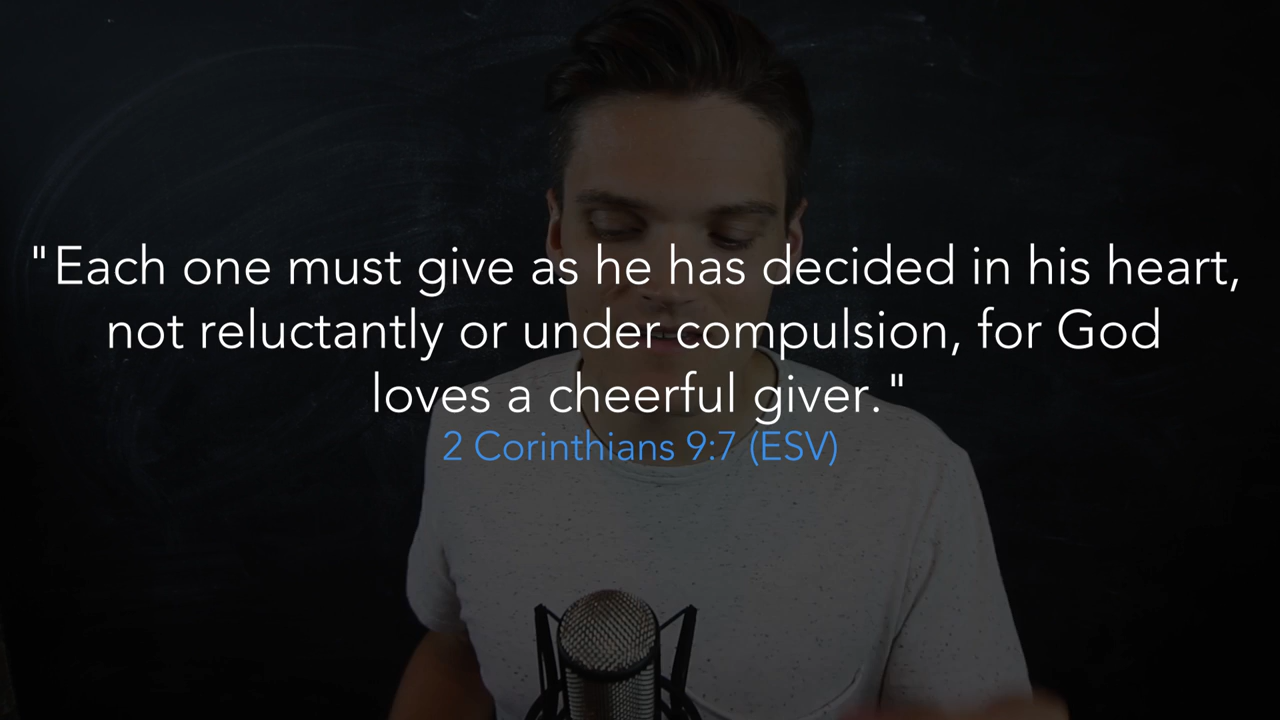 "Each one must give as he has decided in his heart,
not reluctantly or under compulsion, for God
loves a cheerful giver."
2 Corinthians 9:7 (ESV)